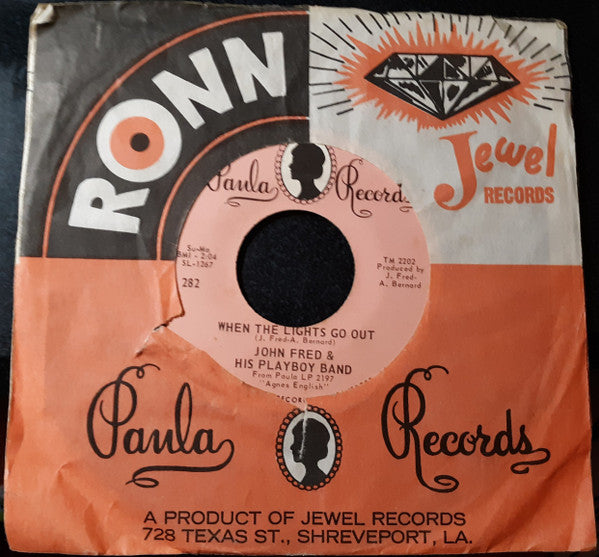 RONN
Jewel
RECORDS
Paula Records
Su-Ma
BMI - 2:04
SL-1267
282
TM 2202
Produced by
J. Fred-
A. Bernard
WHEN THE LIGHTS GO OUT
(J. Fred-A. Bernard)
JOHN FRED &
HIS PLAYBOY BAND
From Paula LP 2197
"Agnes English"
RECOR
Paula Records
A PRODUCT OF JEWEL RECORDS
728 TEXAS ST., SHREVEPORT, LA.